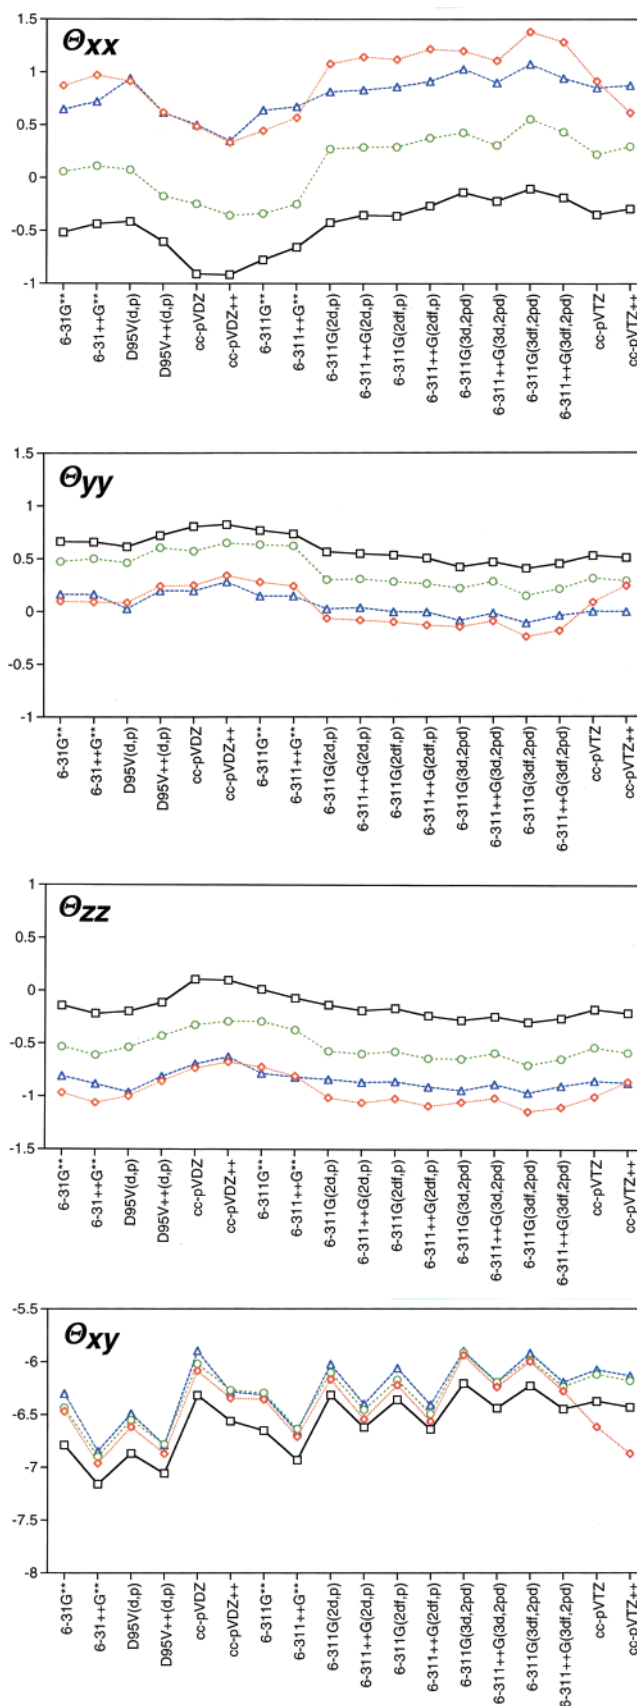 Θxx
1.5
1
0.5
0
-0.5
-1
6-31G**
6-31++G**
D95V(d,p)
D95V++(d,p)
cc-pVDZ
cc-pVDZ++
6-311G**
6-311++G**
6-311G(2d,p)
6-311++G(2d,p)
6-311G(2df,p)
6-311++G(2df,p)
6-311G(3d,2pd)
6-311++G(3d,2pd)
6-311G(3df,2pd)
6-311++G(3df,2pd)
cc-pVTZ
cc-pVTZ++
Θyy
1.5
1
0.5
0
-0.5
-1
6-31G**
6-31++G**
D95V(d,p)
D95V++(d,p)
cc-pVDZ
cc-pVDZ++
6-311G**
6-311++G**
6-311G(2d,p)
6-311++G(2d,p)
6-311G(2df,p)
6-311++G(2df,p)
6-311G(3d,2pd)
6-311++G(3d,2pd)
6-311G(3df,2pd)
6-311++G(3df,2pd)
cc-pVTZ
cc-pVTZ++
Θzz
1
0.5
0
-0.5
-1
-1.5
6-31G**
6-31++G**
D95V(d,p)
D95V++(d,p)
cc-pVDZ
cc-pVDZ++
6-311G**
6-311++G**
6-311G(2d,p)
6-311++G(2d,p)
6-311G(2df,p)
6-311++G(2df,p)
6-311G(3d,2pd)
6-311++G(3d,2pd)
6-311G(3df,2pd)
6-311++G(3df,2pd)
cc-pVTZ
cc-pVTZ++
Θxy
-5.5
-6
-6.5
-7
-7.5
-8
6-31G**
6-31++G**
D95V(d,p)
D95V++(d,p)
cc-pVDZ
cc-pVDZ++
6-311G**
6-311++G**
6-311G(2d,p)
6-311++G(2d,p)
6-311G(2df,p)
6-311++G(2df,p)
6-311G(3d,2pd)
6-311++G(3d,2pd)
6-311G(3df,2pd)
6-311++G(3df,2pd)
cc-pVTZ
cc-pVTZ++